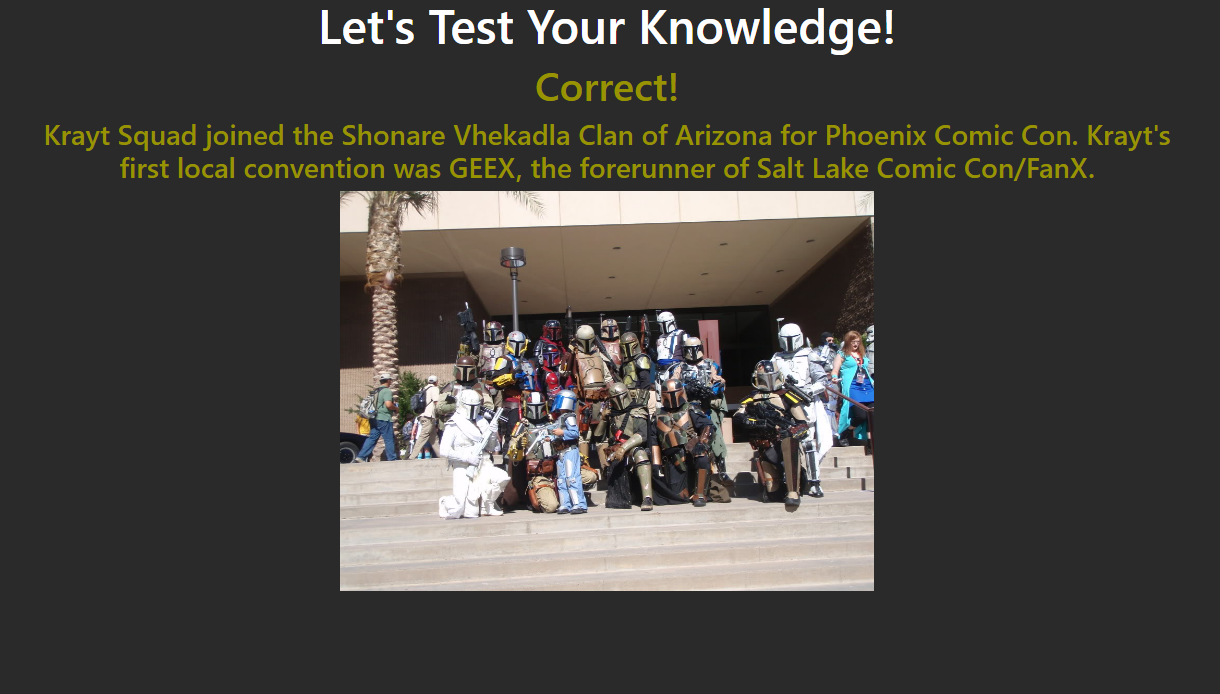 Let's Test Your Knowledge!
Correct!
Krayt Squad joined the Shonare Vhekadla Clan of Arizona for Phoenix Comic Con. Krayt's
first local convention was GEEX, the forerunner of Salt Lake Comic Con/FanX.